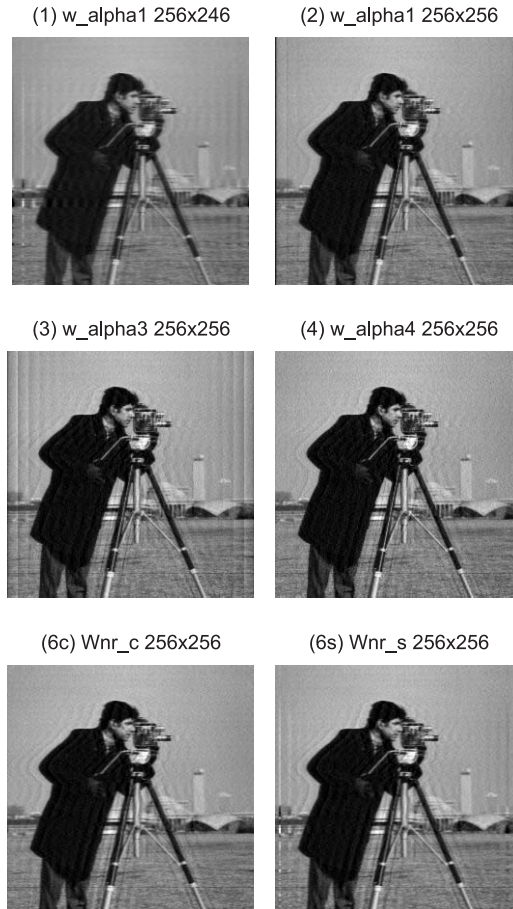 (1) w_alpha1 256x246
(2) w_alpha1 256x256
(3) w_alpha3 256x256
(4) w_alpha4 256x256
(6c) Wnr_c 256x256
(6s) Wnr_s 256x256